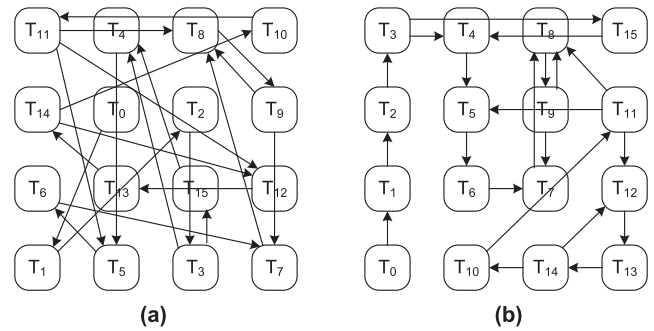 T11 T4 T8 T10 T3 T4 T8 T15
T14 T0 T2 T9 T2 T5 T9 T11
T6 T13 T15 T12 T1 T6 T7 T12
T1 T5 T3 T7 T0 T10 T14 T13
(a) (b)